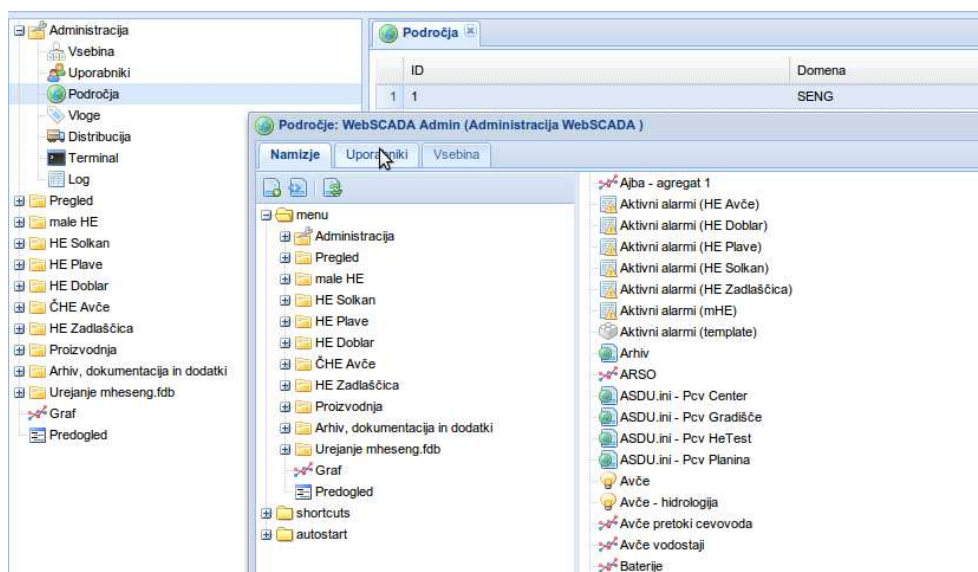 Administracija
Vsebina
Uporabniki
Področja
Vloge
Distribucija
Terminal
Log
Pregled
male HE
HE Solkan
HE Plave
HE Doblar
ČHE Avče
HE Zadlaščica
Proizvodnja
Arhiv, dokumentacija in dodatki
Urejanje mheseng.fdb
Graf
Predogled
Področja
ID Domena
1 1 SENG
Področje: WebSCADA Admin (Administracija WebSCADA )
Namizje Uporabniki Vsebina
menu
Administracija
Pregled
male HE
HE Solkan
HE Plave
HE Doblar
ČHE Avče
HE Zadlaščica
Proizvodnja
Arhiv, dokumentacija in dodatki
Urejanje mheseng.fdb
Graf
Predogled
shortcuts
autostart
Ajba - agregat 1
Aktivni alarmi (HE Avče)
Aktivni alarmi (HE Doblar)
Aktivni alarmi (HE Plave)
Aktivni alarmi (HE Solkan)
Aktivni alarmi (HE Zadlaščica)
Aktivni alarmi (mHE)
Aktivni alarmi (template)
Arhiv
ARSO
ASDU.ini - Pcv Center
ASDU.ini - Pcv Gradišče
ASDU.ini - Pcv HeTest
ASDU.ini - Pcv Planina
Avče
Avče - hidrologija
Avče pretoki cevovoda
Avče vodostaji
Baterije